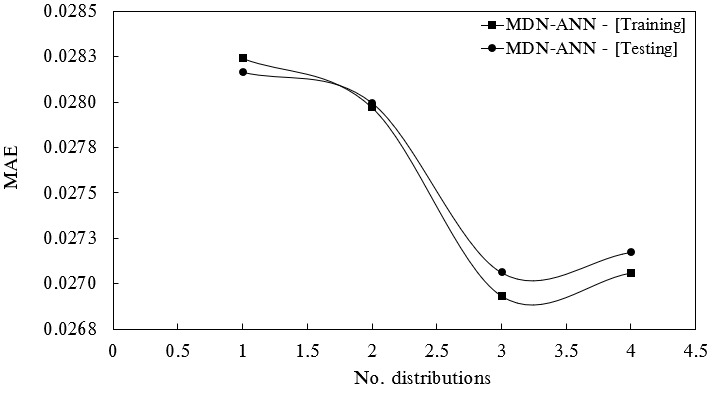 0.0285
MDN-ANN - [Training]
0.0283
MDN-ANN - [Testing]
0.0280
0.0278
MAE
0.0275
0.0273
0.0270
0.0268
0 0.5 1 1.5 2 2.5 3 3.5 4 4.5
No. distributions